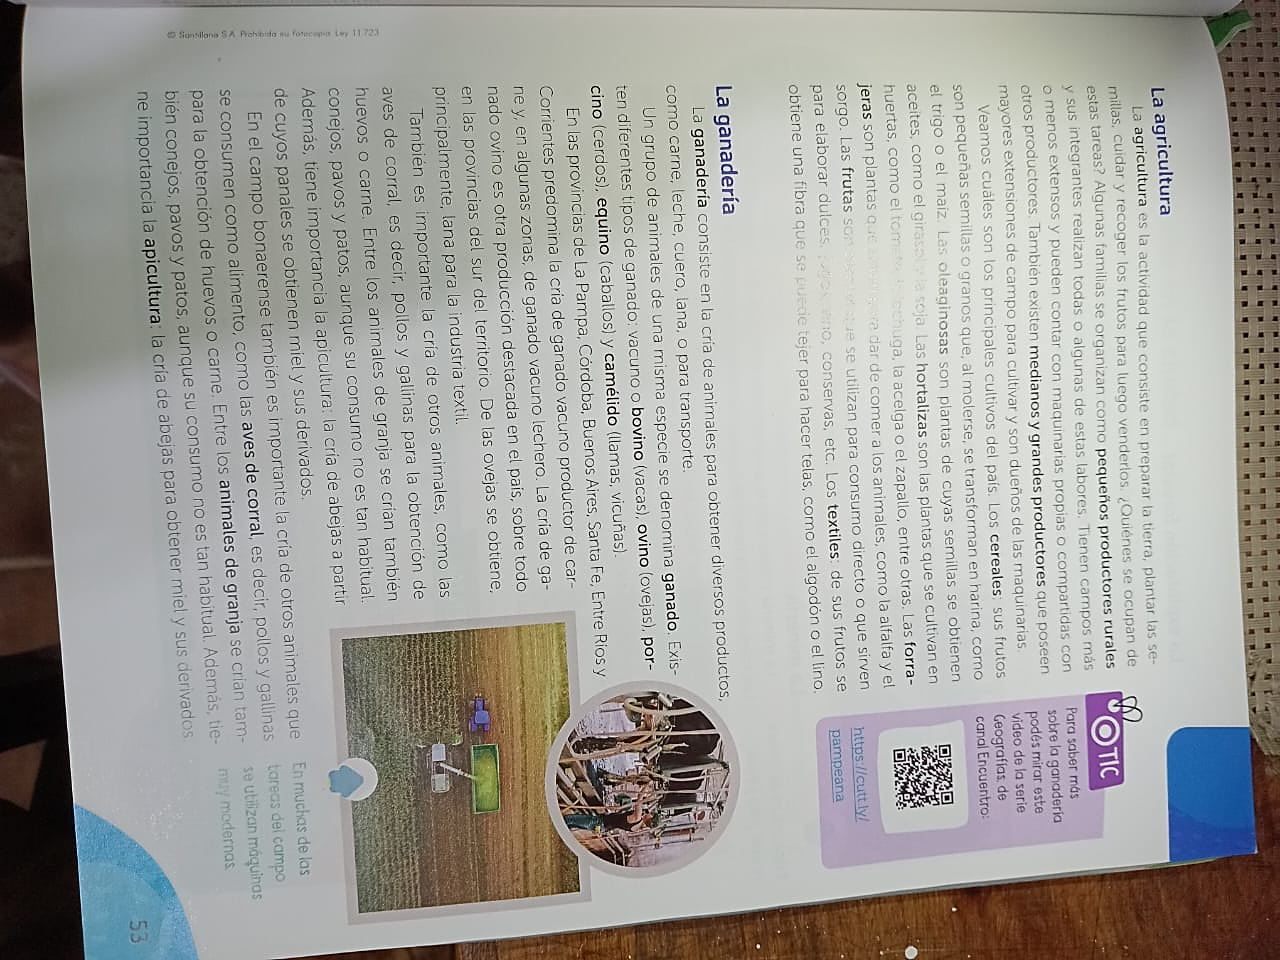 La agricultura
La agricultura es la actividad que consiste en preparar la tierra, plantar las se-
millas, cuidar y recoger los frutos para luego venderlos. ¿Quiénes se ocupan de
estas tareas? Algunas familias se organizan como pequeños productores rurales
y sus integrantes realizan todas o algunas de estas labores. Tienen campos más
o menos extensos y pueden contar con maquinarias propias o compartidas con
otros productores. También existen medianos y grandes productores que poseen
mayores extensiones de campo para cultivar y son dueños de las maquinarias.
Veamos cuáles son los principales cultivos del país. Los cereales: sus frutos
son pequeñas semillas o granos que, al molerse, se transforman en harina, como
el trigo o el maíz. Las oleaginosas son plantas de cuyas semillas se obtienen
aceites, como el girasol y la soja. Las hortalizas son las plantas que se cultivan en
huertas, como el tomate, la lechuga, la acelga o el zapallo, entre otras. Las forra-
jeras son plantas que sirven para dar de comer a los animales, como la alfalfa y el
sorgo. Las frutas son que se utilizan para consumo directo o que sirven
para elaborar dulces, conservas, etc. Los textiles: de sus frutos se
obtiene una fibra que se puede tejer para hacer telas, como el algodón o el lino.
TIC
Para saber más
sobre la ganadería
podés mirar este
video de la serie
Geografías, de
canal Encuentro:
https://cutt.ly/
pampeana
La ganadería
La ganadería consiste en la cría de animales para obtener diversos productos,
como carne, leche, cuero, lana, o para transporte.
Un grupo de animales de una misma especie se denomina ganado. Exis-
ten diferentes tipos de ganado: vacuno o bovino (vacas), ovino (ovejas), por-
cino (cerdos), equino (caballos) y camélido (llamas, vicuñas).
En las provincias de La Pampa, Córdoba, Buenos Aires, Santa Fe, Entre Ríos y
Corrientes predomina la cría de ganado vacuno productor de car-
ne y, en algunas zonas, de ganado vacuno lechero. La cría de ga-
nado ovino es otra producción destacada en el país, sobre todo
en las provincias del sur del territorio. De las ovejas se obtiene,
principalmente, lana para la industria textil.
También es importante la cría de otros animales, como las
aves de corral, es decir, pollos y gallinas para la obtención de
huevos o carne. Entre los animales de granja se crían también
conejos, pavos y patos, aunque su consumo no es tan habitual.
Además, tiene importancia la apicultura: la cría de abejas a partir
de cuyos panales se obtienen miel y sus derivados.
En el campo bonaerense también es importante la cría de otros animales que
se consumen como alimento, como las aves de corral, es decir, pollos y gallinas
para la obtención de huevos o carne. Entre los animales de granja se crían tam-
bién conejos, pavos y patos, aunque su consumo no es tan habitual. Además, tie-
ne importancia la apicultura: la cría de abejas para obtener miel y sus derivados.
En muchas de las
tareas del campo
se utilizan máquinas
muy modernas.
© Santillana S.A. Prohibida su fotocopia. Ley 11.723
53